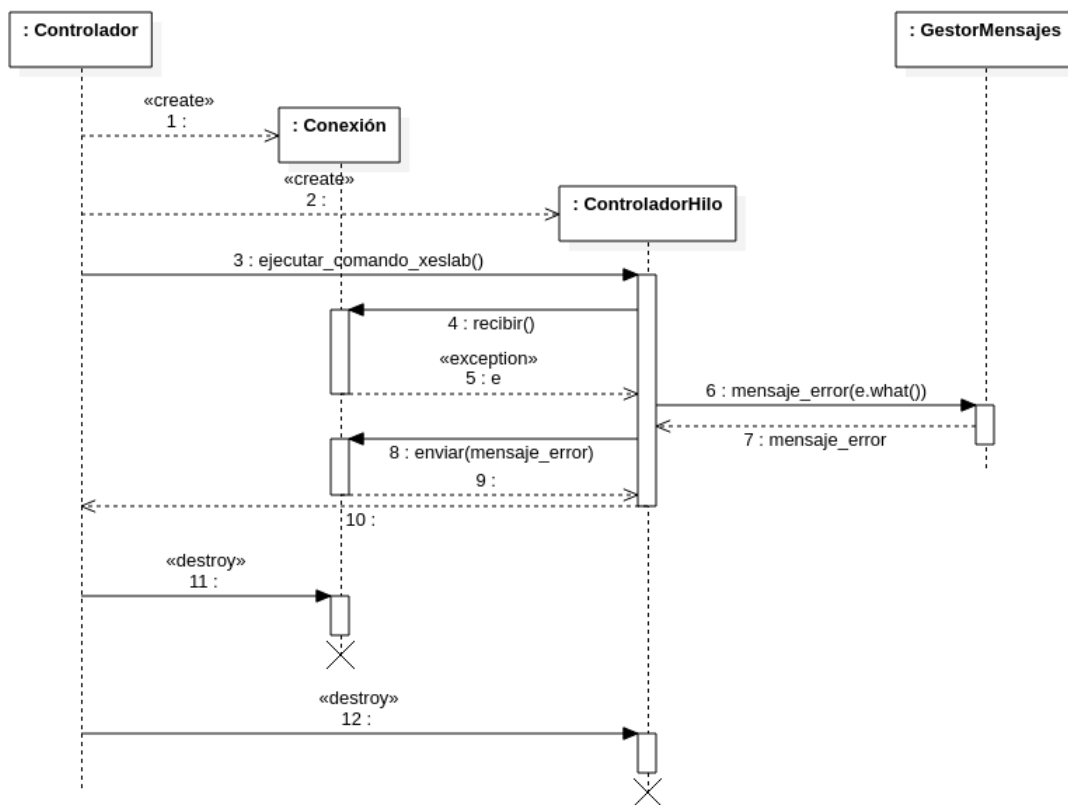 : Controlador
: GestorMensajes
«create»
1 :
: Conexión
«create»
2 :
: ControladorHilo
3 : ejecutar_comando_xeslab()
4 : recibir()
«exception»
5 : e
6 : mensaje_error(e.what())
7 : mensaje_error
8 : enviar(mensaje_error)
9 :
10 :
«destroy»
11 :
«destroy»
12 :